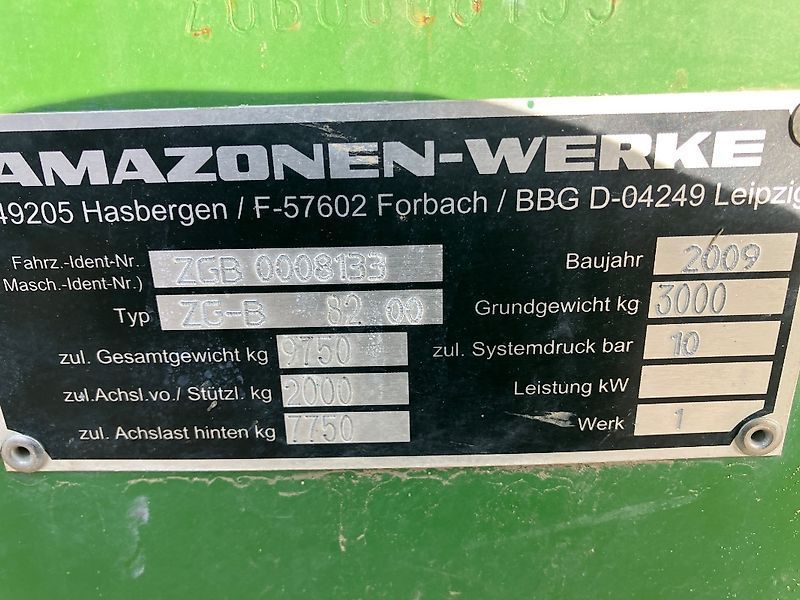 ZGB0008133
AMAZONEN-WERKE
49205 Hasbergen / F-57602 Forbach / BBG D-04249 Leipzig
Fahrz.-Ident-Nr. ZGB 0008133
Masch.-Ident-Nr.)
Typ ZG-B 82 00
zul. Gesamtgewicht kg 9750
zul.Achsl.vo./ Stützl. kg 2000
zul. Achslast hinten kg 7750
Baujahr 2009
Grundgewicht kg 3000
zul. Systemdruck bar 10
Leistung kW
Werk 1